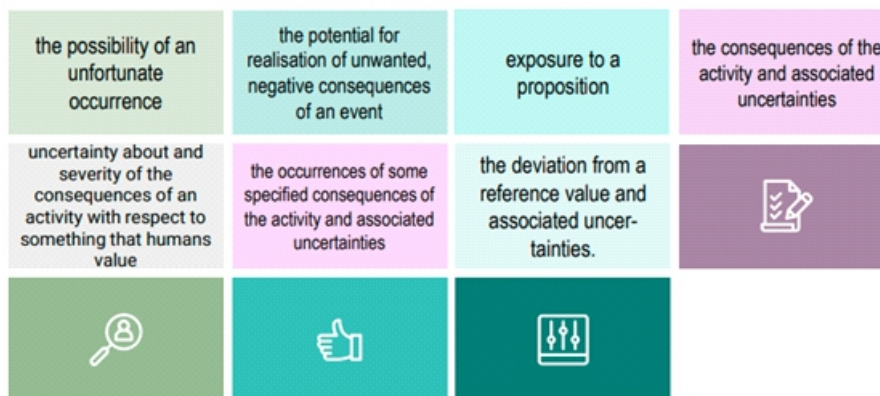 the possibility of an
unfortunate
occurrence
the potential for
realisation of unwanted,
negative consequences
of an event
exposure to a
proposition
the consequences of the
activity and associated
uncertainties
uncertainty about and
severity of the
consequences of an
activity with respect to
something that humans
value
the occurrences of some
specified consequences of
the activity and associated
uncertainties
the deviation from a
reference value and
associated uncer-
tainties.